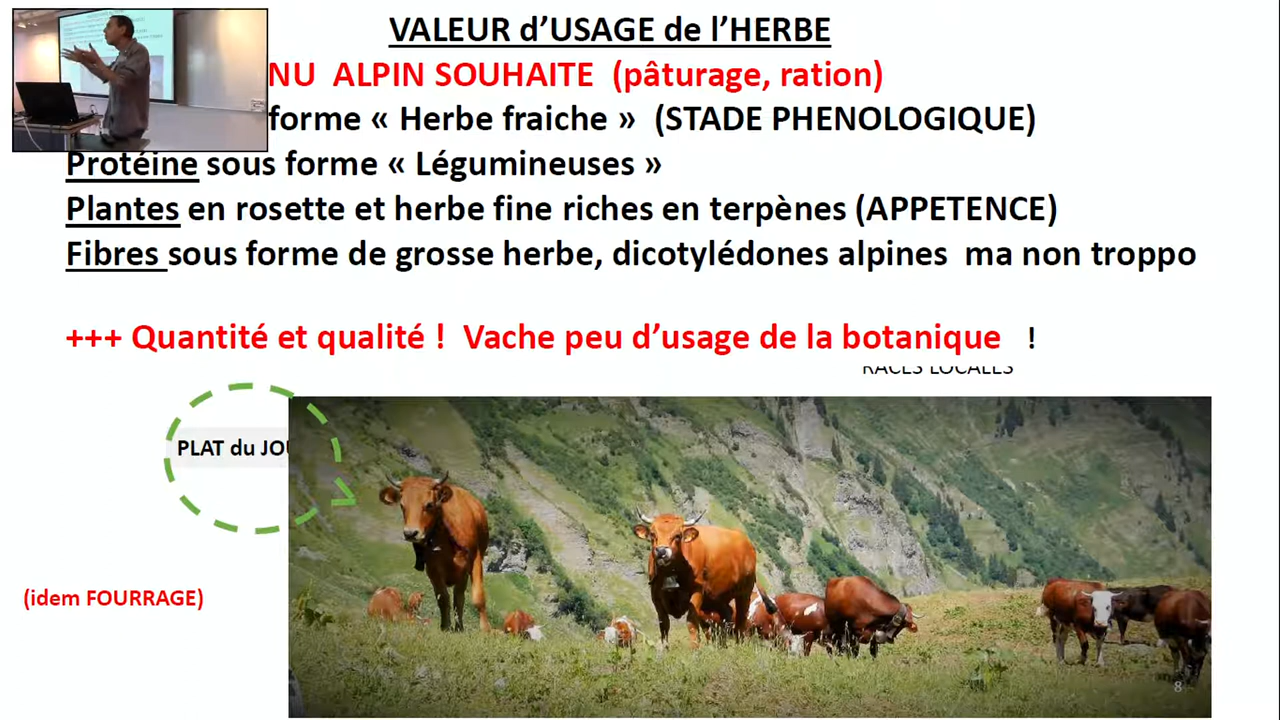 VALEUR d’USAGE de l’HERBE
NU ALPIN SOUHAITE (pâturage, ration)
forme « Herbe fraiche » (STADE PHENOLOGIQUE)
Protéine sous forme « Légumineuses »
Plantes en rosette et herbe fine riches en terpènes (APPETENCE)
Fibres sous forme de grosse herbe, dicotylédones alpines ma non troppo
+++ Quantité et qualité ! Vache peu d’usage de la botanique !
RACES LOCALES
PLAT du JOU
(idem FOURRAGE)
8